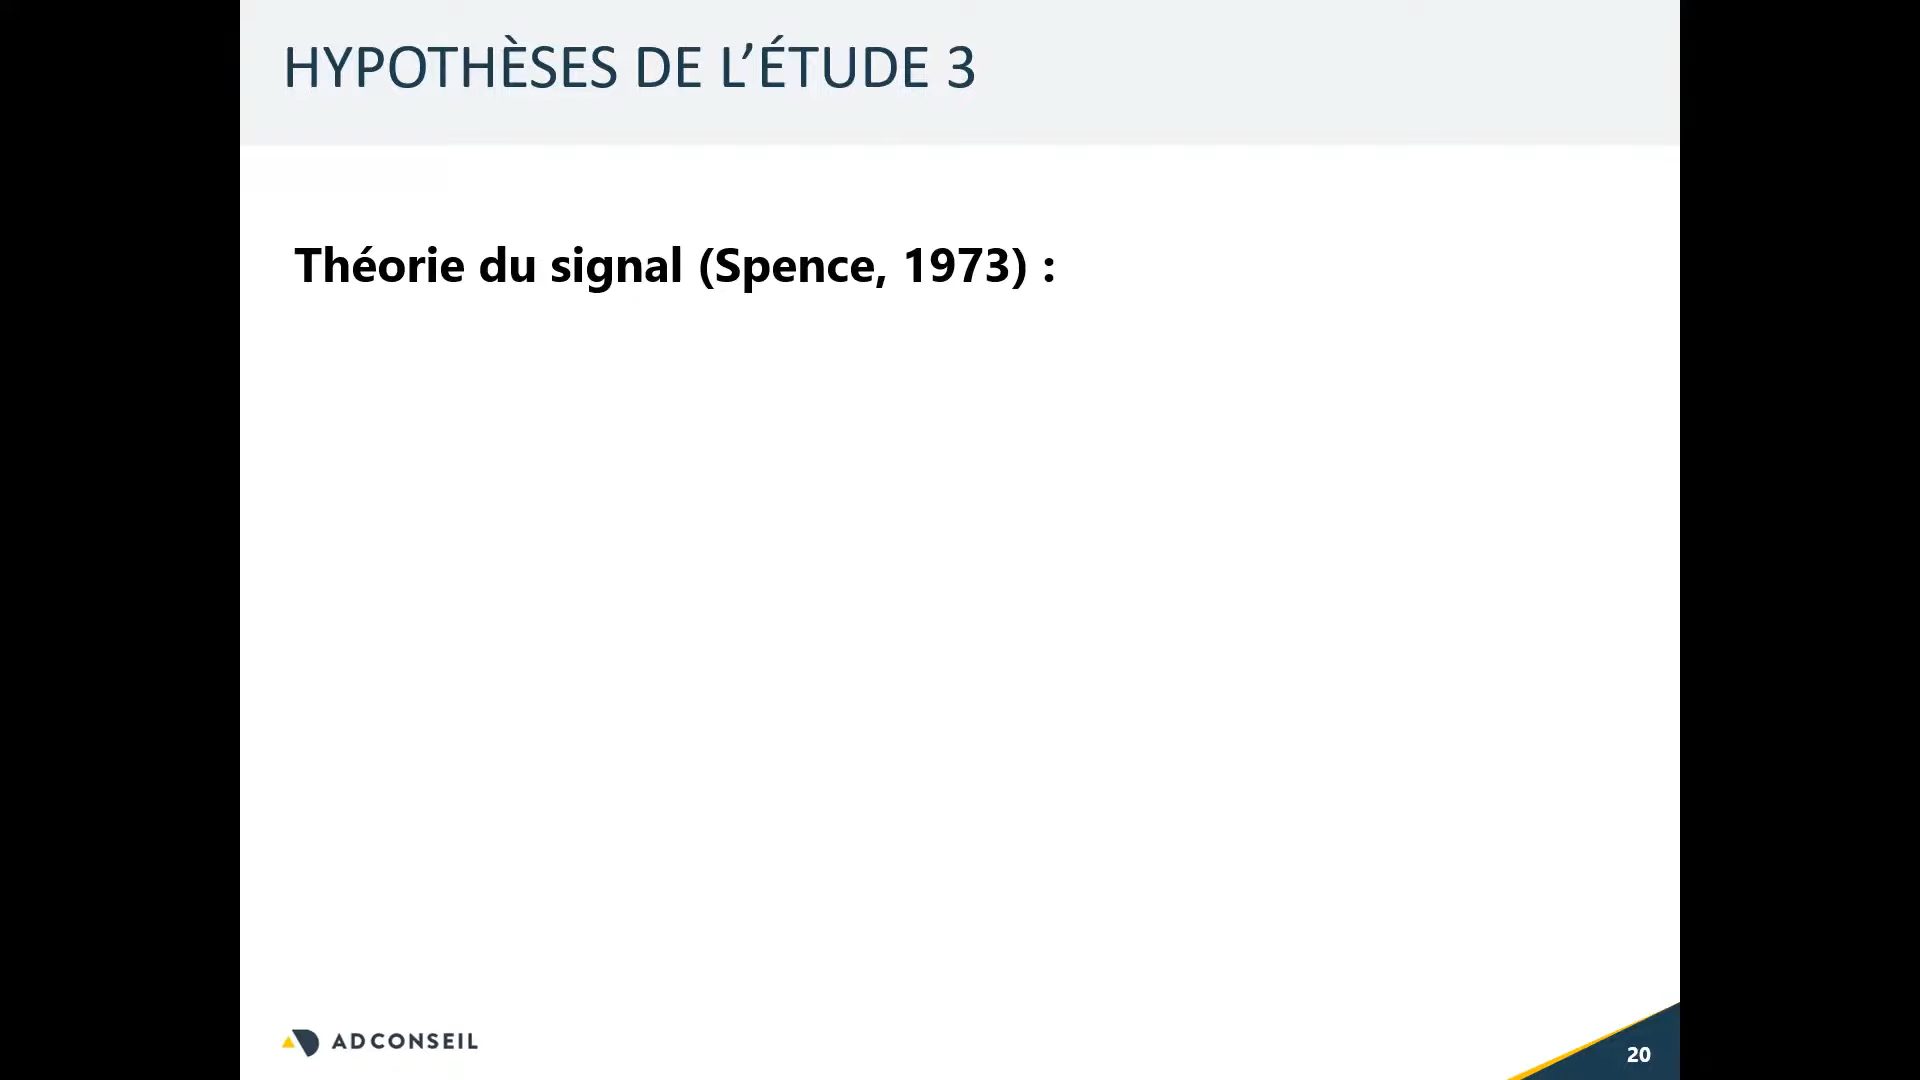 HYPOTHÈSES DE L’ÉTUDE 3
Théorie du signal (Spence, 1973) :
ADCONSEIL
20